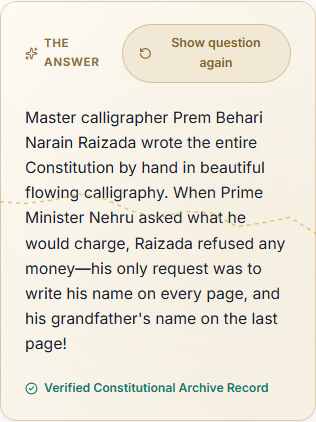 THE
ANSWER
Show question
again
Master calligrapher Prem Behari
Narain Raizada wrote the entire
Constitution by hand in beautiful
flowing calligraphy. When Prime
Minister Nehru asked what he
would charge, Raizada refused any
money—his only request was to
write his name on every page, and
his grandfather's name on the last
page!
Verified Constitutional Archive Record